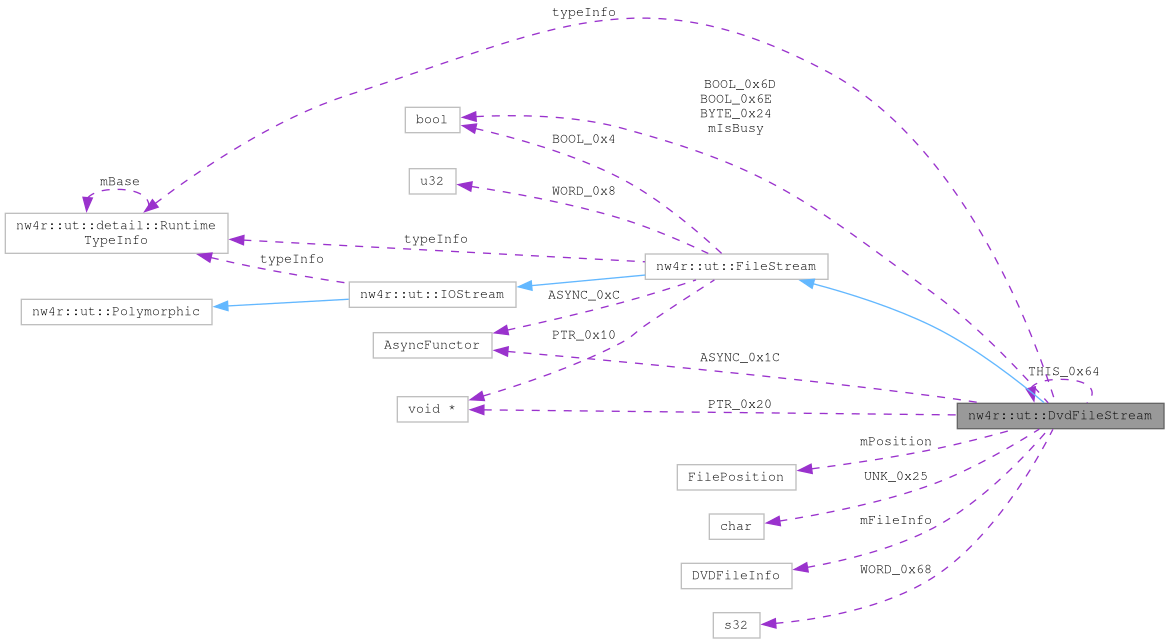 typeInfo
BOOL_0x6D
BOOL_0x6E
BYTE_0x24
mIsBusy
bool
BOOL_0x4
u32
WORD_0x8
mBase
nw4r::ut::detail::Runtime
TypeInfo
typeInfo
typeInfo
nw4r::ut::FileStream
nw4r::ut::IOStream
nw4r::ut::Polymorphic
ASYNC_0xC
AsyncFunctor
PTR_0x10
ASYNC_0x1C
THIS_0x64
void *
PTR_0x20
nw4r::ut::DvdFileStream
mPosition
FilePosition
UNK_0x25
char
mFileInfo
DVDFileInfo
WORD_0x68
s32